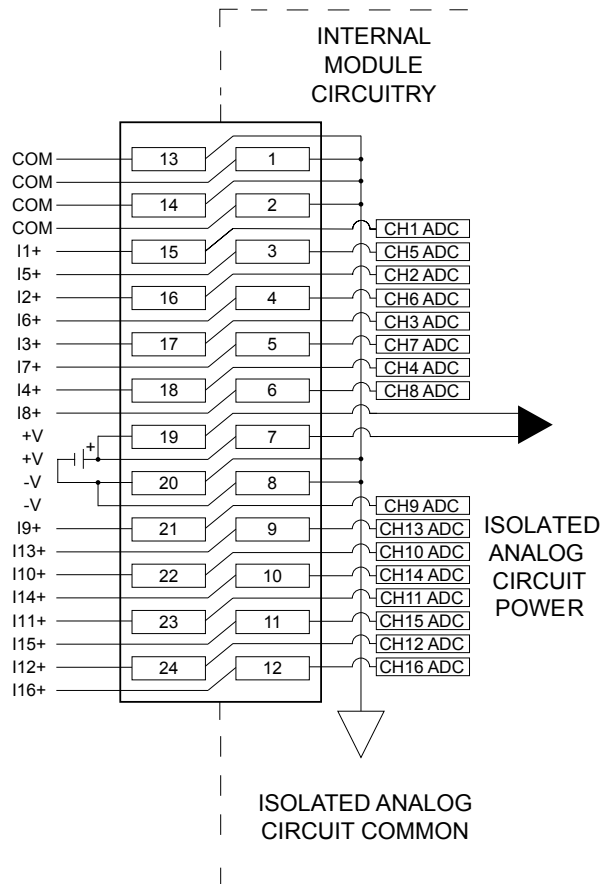 INTERNAL
MODULE
CIRCUITRY
COM 13 1
COM
COM 14 2
COM CH1 ADC
I1+ 15 3 CH5 ADC
I5+ CH2 ADC
I2+ 16 4 CH6 ADC
I6+ CH3 ADC
I3+ 17 5 CH7 ADC
I7+ CH4 ADC
I4+ 18 6 CH8 ADC
I8+
+V 19 7
+
+V
-V 20 8
-V CH9 ADC
I9+ 21 9 CH13 ADC
I13+ CH10 ADC
I10+ 22 10 CH14 ADC
I14+ CH11 ADC
I11+ 23 11 CH15 ADC
I15+ CH12 ADC
I12+ 24 12 CH16 ADC
I16+
ISOLATED
ANALOG
CIRCUIT
POWER
ISOLATED ANALOG
CIRCUIT COMMON